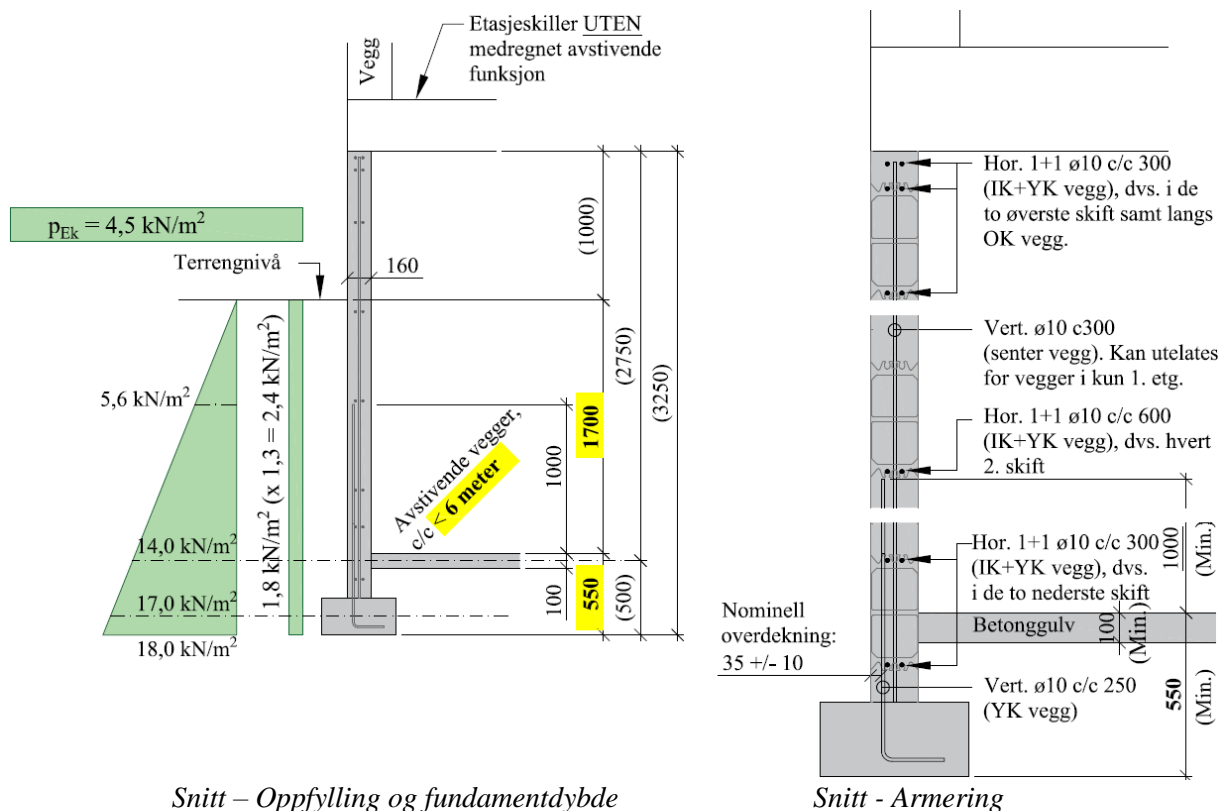 Etasjeskiller UTEN
medregnet avstivende
funksjon
Vegg
pEk = 4,5 kN/m²
Terrengnivå
160
(1000)
(2750)
(3250)
5,6 kN/m²
1,8 kN/m² (x 1,3 = 2,4 kN/m²)
1700
1000
Avstivende vegger,
c/c < 6 meter
14,0 kN/m²
17,0 kN/m²
18,0 kN/m²
100
550
(500)
Snitt – Oppfylling og fundamentdybde
Hor. 1+1 ø10 c/c 300
(IK+YK vegg), dvs. i de
to øverste skift samt langs
OK vegg.
Vert. ø10 c300
(senter vegg). Kan utelates
for vegger i kun 1. etg.
Hor. 1+1 ø10 c/c 600
(IK+YK vegg), dvs. hvert
2. skift
Hor. 1+1 ø10 c/c 300
(IK+YK vegg), dvs.
i de to nederste skift
1000
(Min.)
Nominell
overdekning:
35 +/- 10
Betonggulv
100
(Min.)
Vert. ø10 c/c 250
(YK vegg)
550
(Min.)
Snitt - Armering